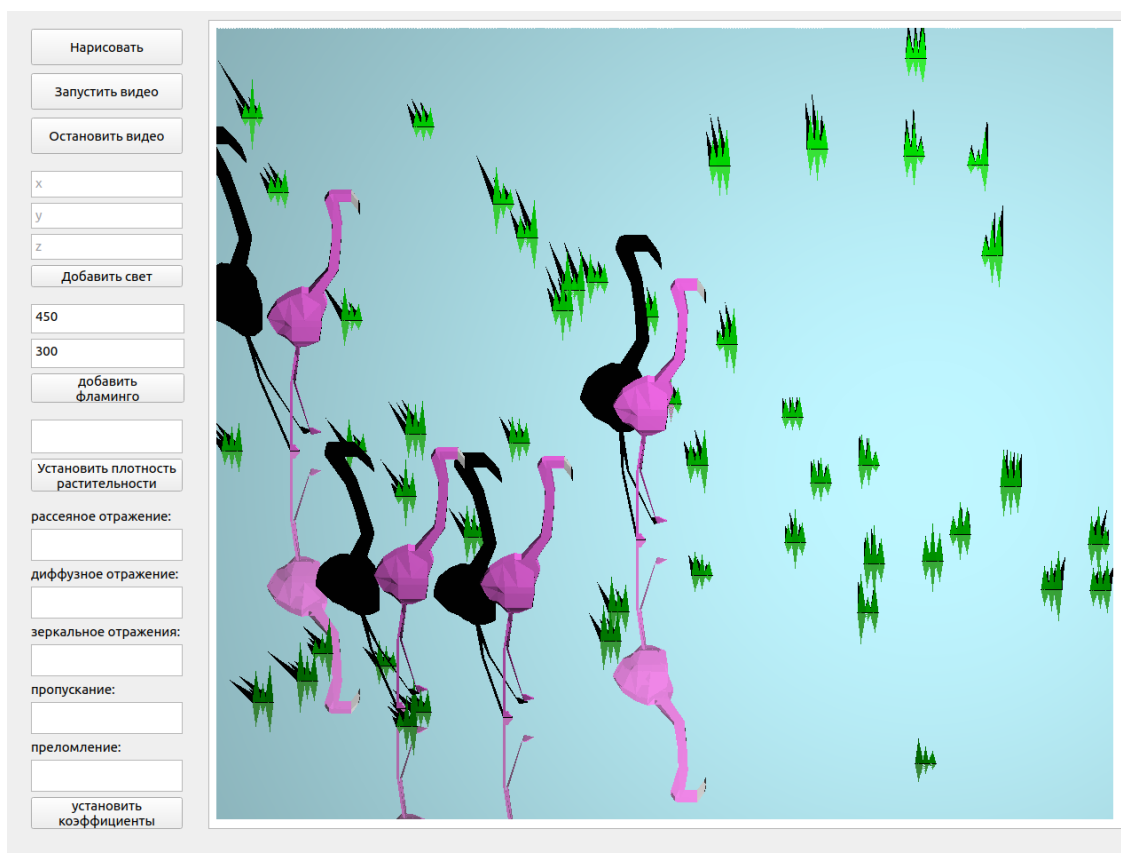 Нарисовать
Запустить видео
Остановить видео
x
y
z
Добавить свет
450
300
добавить
фламинго
Установить плотность
растительности
рассеяное отражение:
диффузное отражение:
зеркальное отражения:
пропускание:
преломление:
установить
коэффициенты